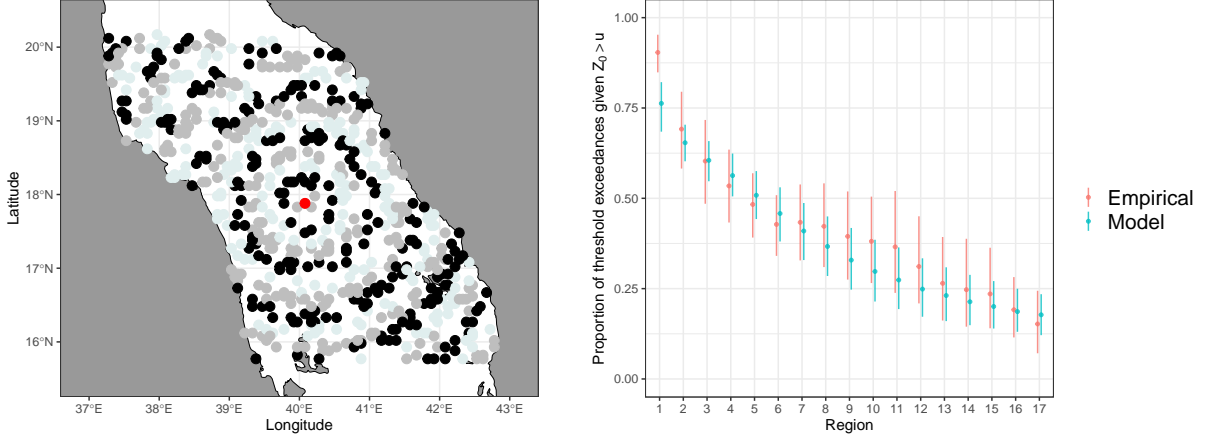 20°N
19°N
18°N
17°N
16°N
Latitude
37°E 38°E 39°E 40°E 41°E 42°E 43°E
Longitude
1.00
0.75
0.50
0.25
0.00
Proportion of threshold exceedances given Z₀ > u
1 2 3 4 5 6 7 8 9 10 11 12 13 14 15 16 17
Region
Empirical
Model